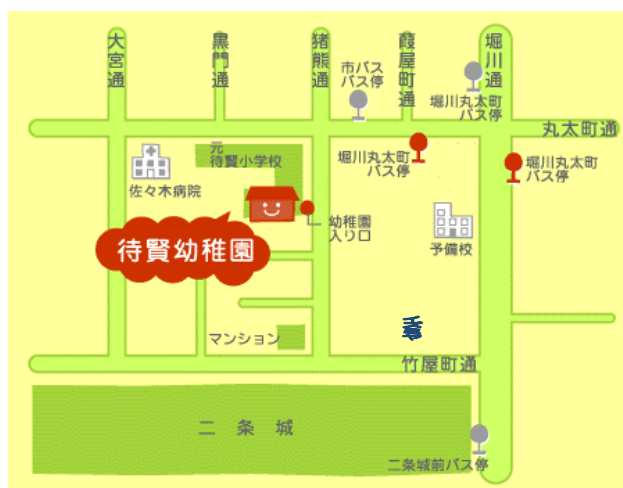 大宮通
黒門通
猪熊通
葭屋町通
堀川通
市バス
バス停
堀川丸太町
バス停
丸太町通
元
待賢小学校
堀川丸太町
バス停
堀川丸太町
バス停
佐々木病院
幼稚園
入り口
予備校
待賢幼稚園
マンション
竹屋町通
二条城
二条城前バス停